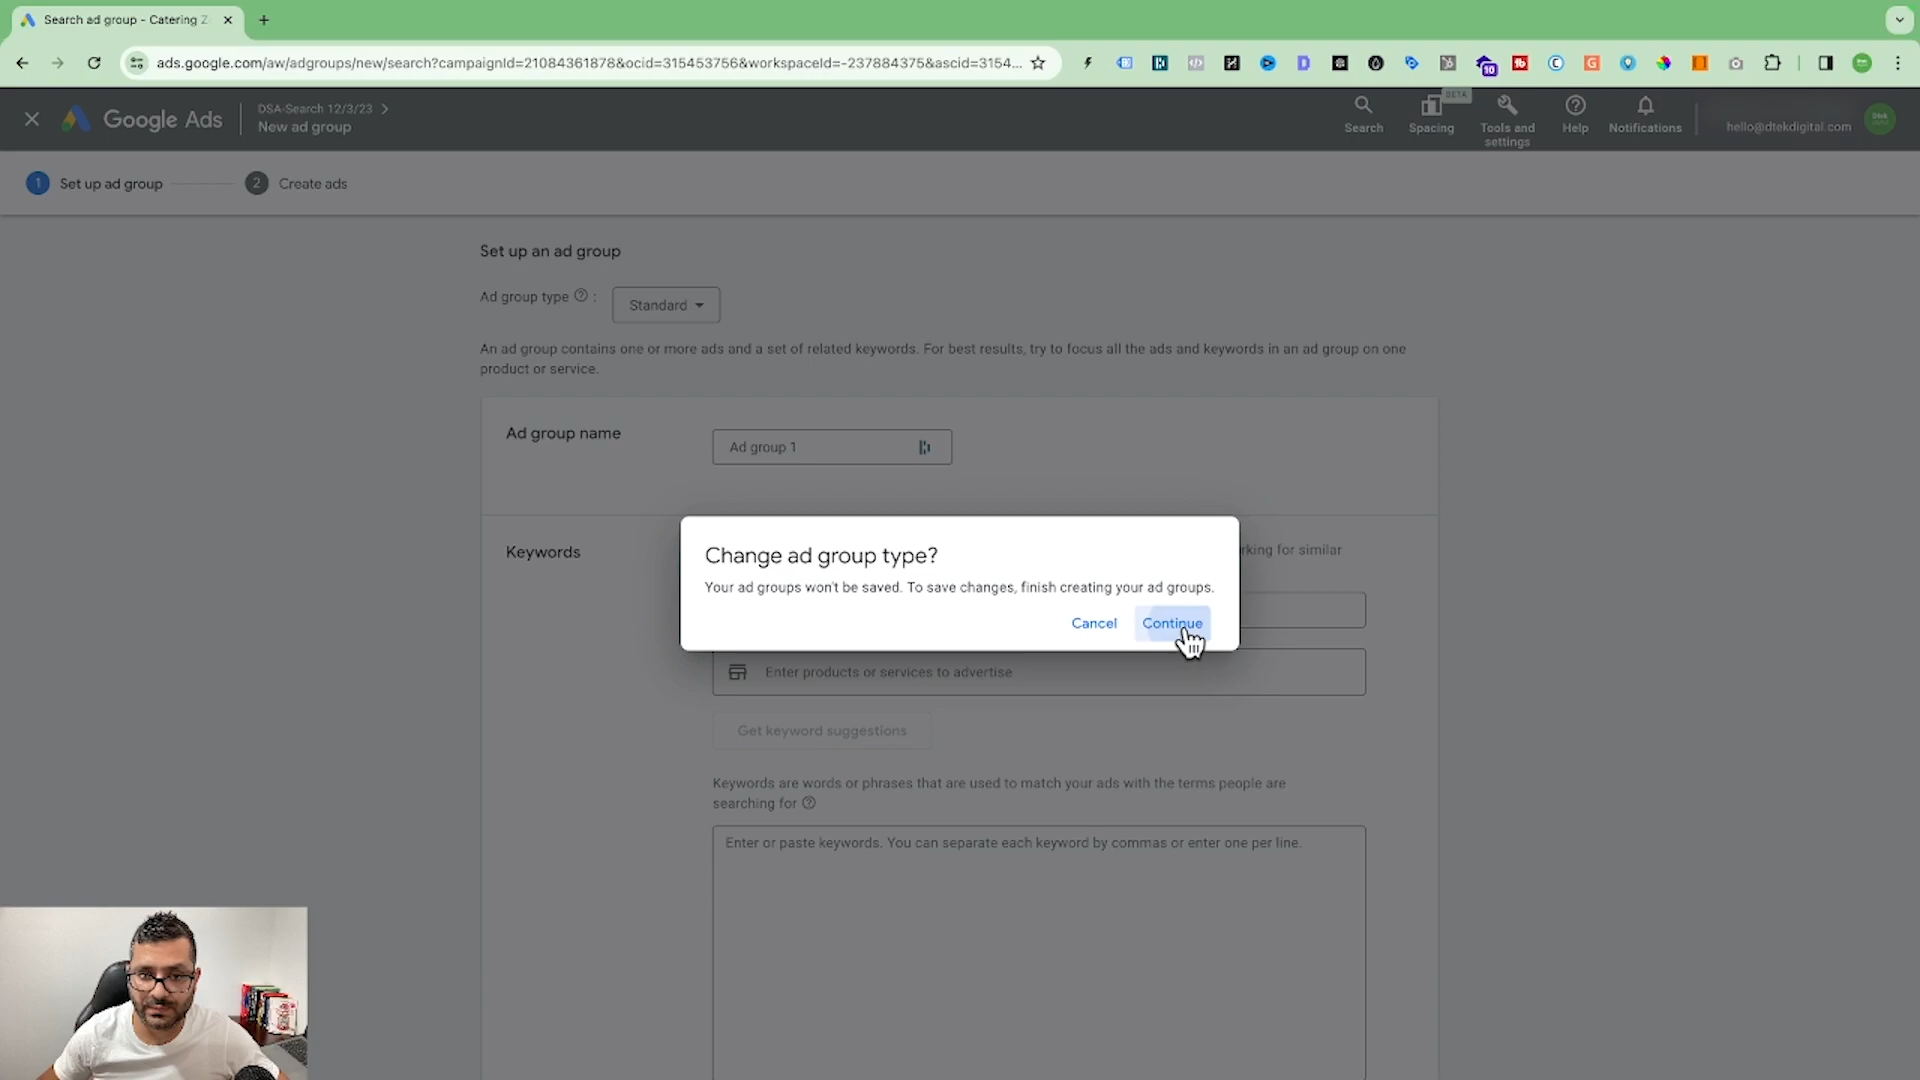 Search ad group - Catering Z
ads.google.com/aw/adgroups/new/search?campaignId=21084361878&ocid=315453756&workspaceId=-237884375&ascid=3154...
10
Google Ads
DSA-Search 12/3/23
New ad group
Search
BETA
Spacing
Tools and settings
Help
Notifications
hello@dtekdigital.com
1 Set up ad group
2 Create ads
Set up an ad group
Ad group type :
Standard
An ad group contains one or more ads and a set of related keywords. For best results, try to focus all the ads and keywords in an ad group on one
product or service.
Ad group name
Ad group 1
Keywords
rking for similar
Change ad group type?
Your ad groups won't be saved. To save changes, finish creating your ad groups.
Cancel
Continue
Enter products or services to advertise
Get keyword suggestions
Keywords are words or phrases that are used to match your ads with the terms people are
searching for
Enter or paste keywords. You can separate each keyword by commas or enter one per line.